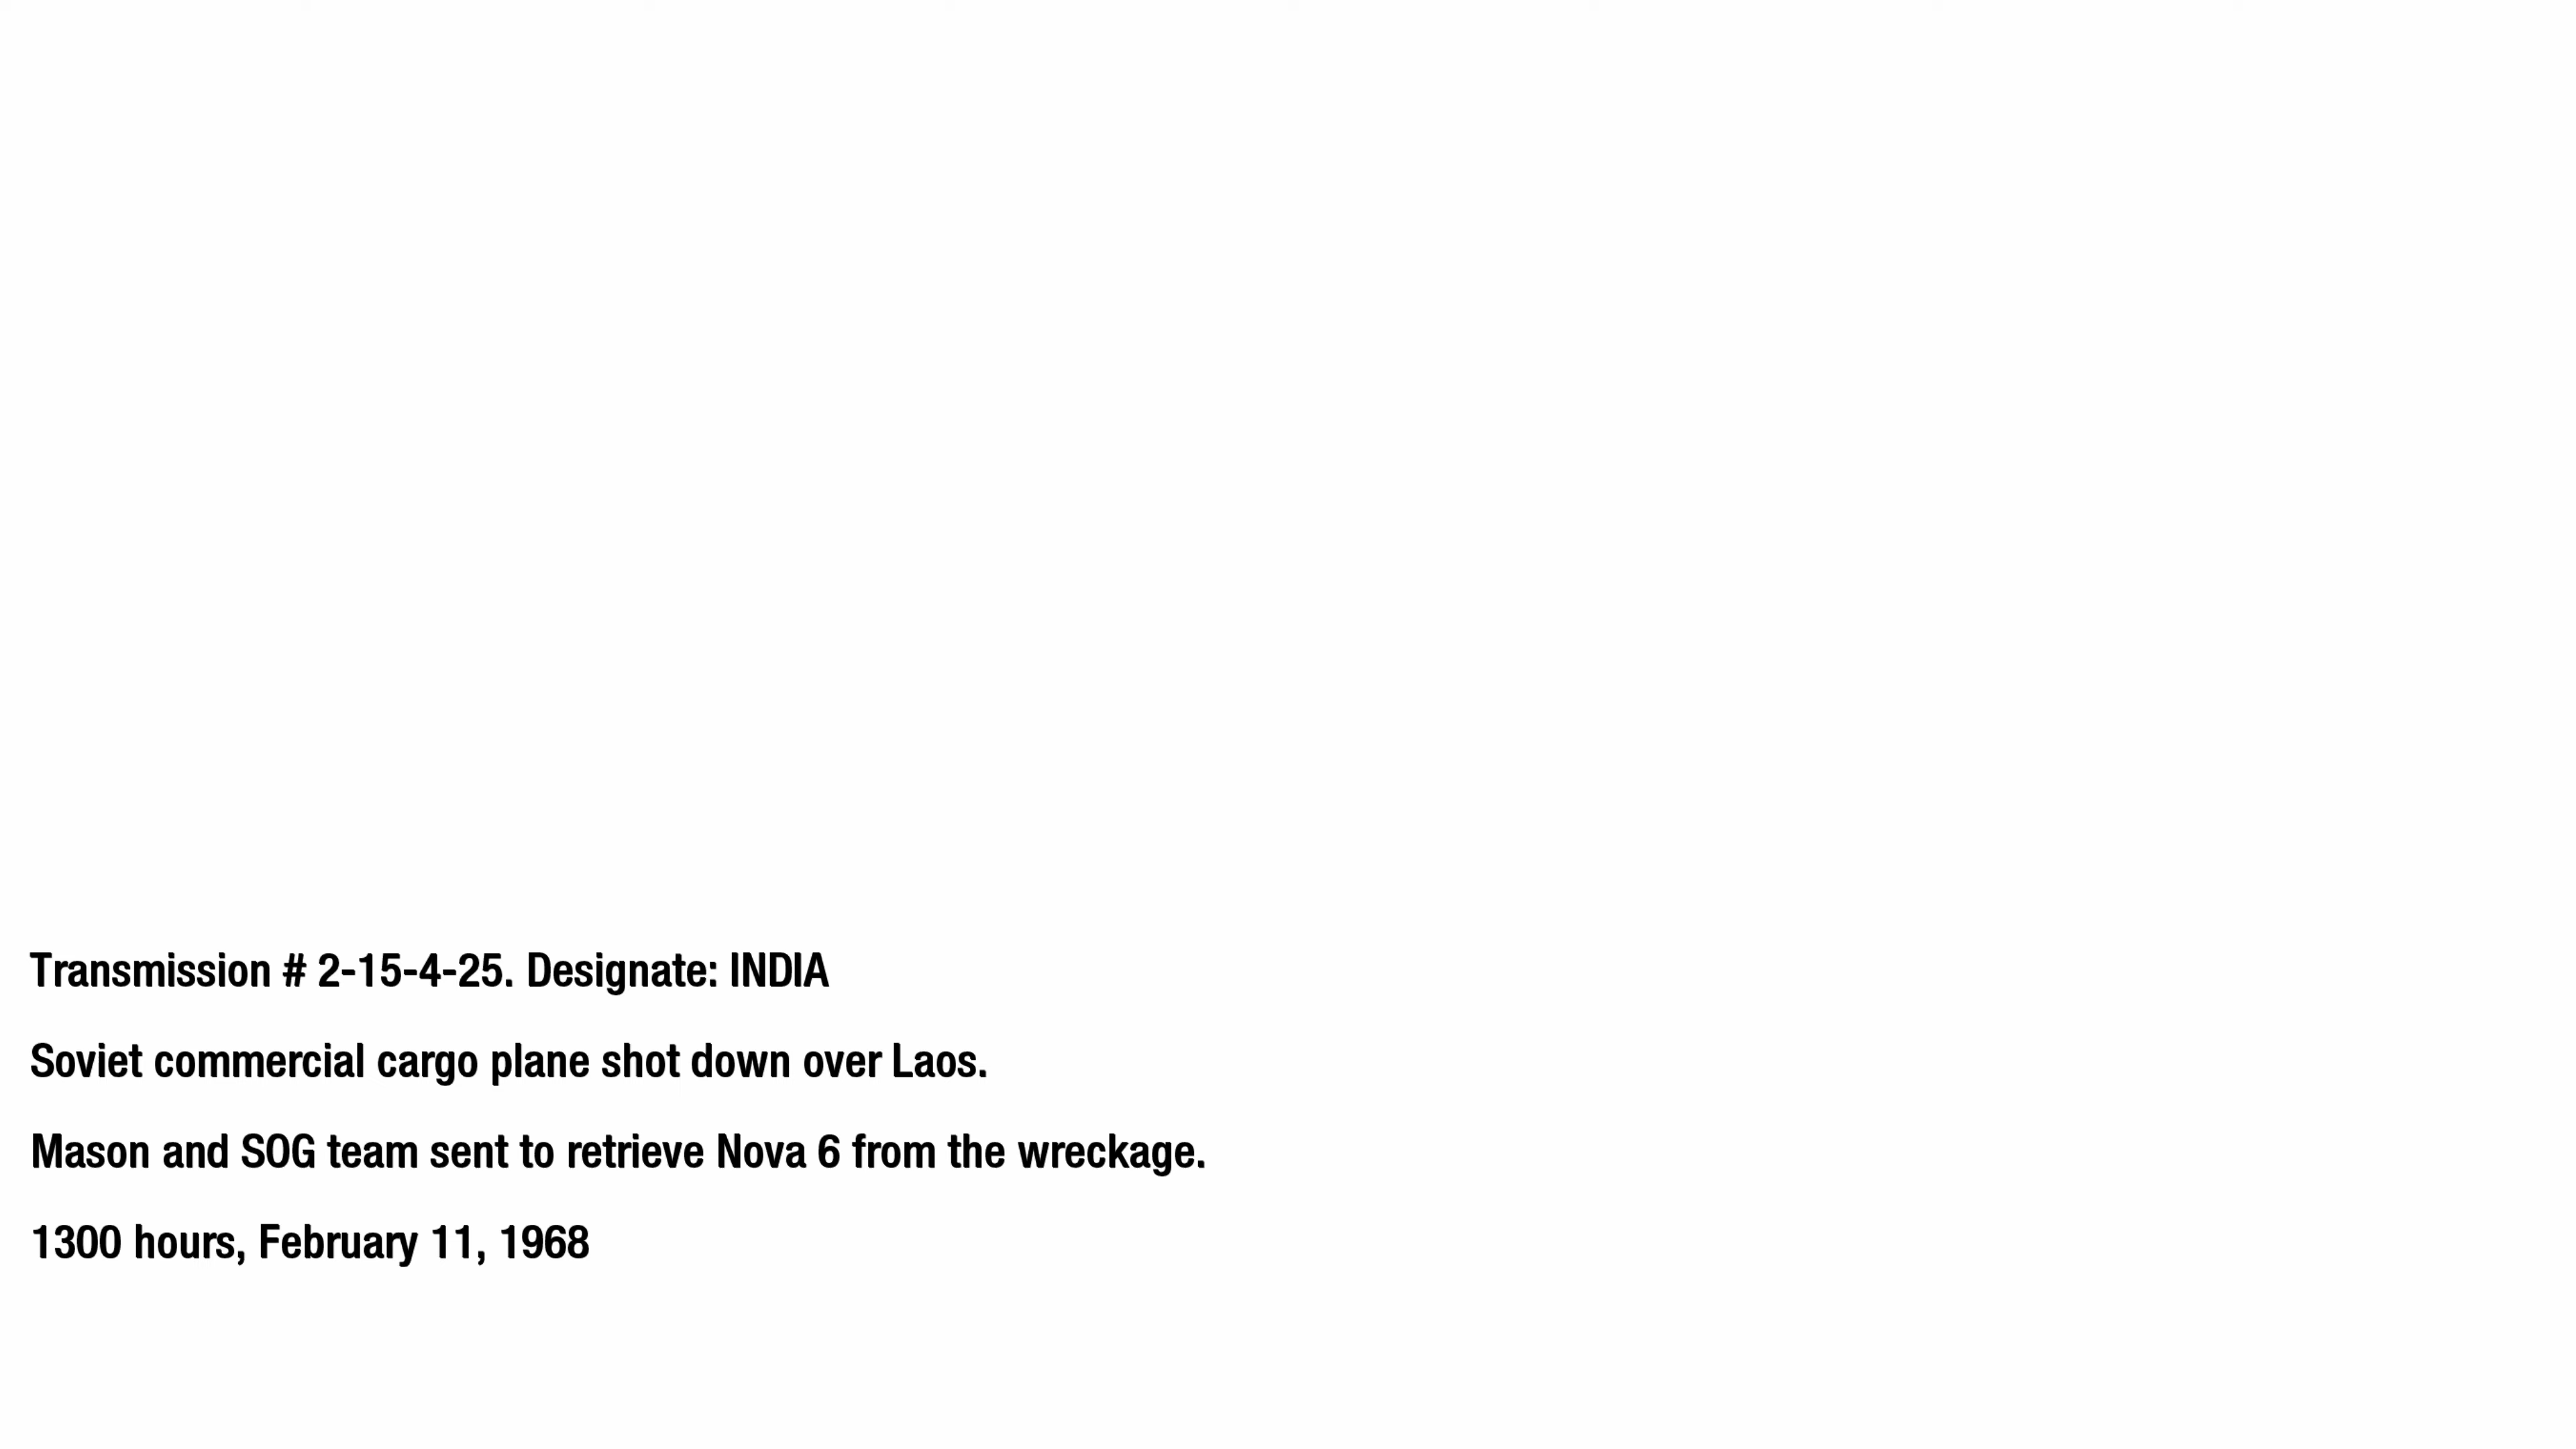 Transmission # 2-15-4-25. Designate: INDIA
Soviet commercial cargo plane shot down over Laos.
Mason and SOG team sent to retrieve Nova 6 from the wreckage.
1300 hours, February 11, 1968